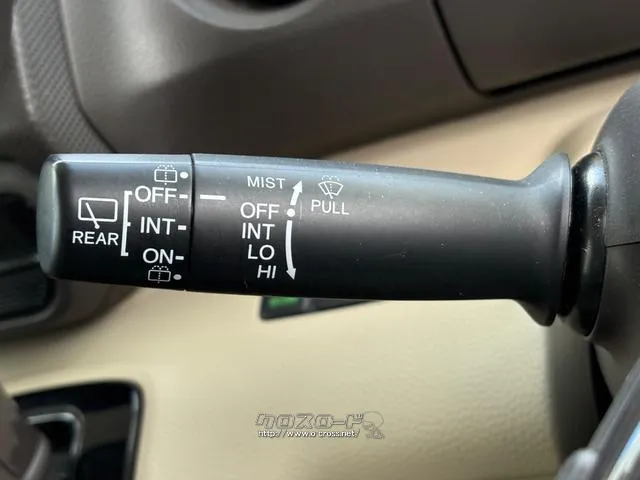 MIST
OFF
PULL
OFF
INT
INT
REAR
LO
ON
HI
クロスロード
http://www.o-cross.net/